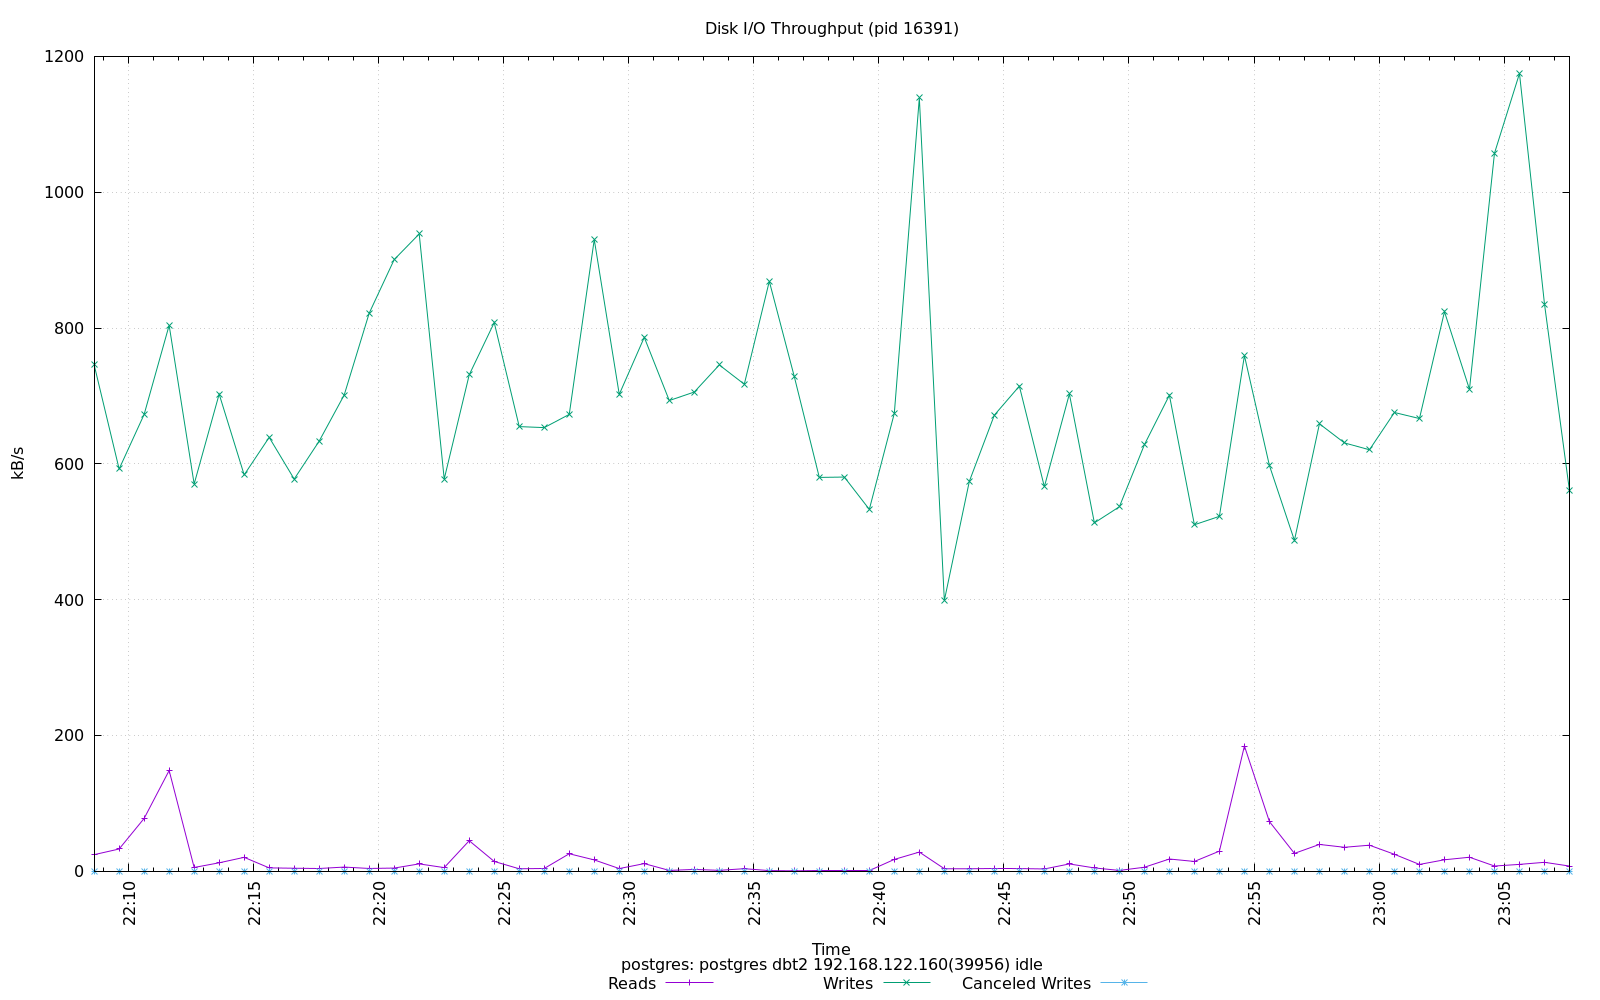 Disk I/O Throughput (pid 16391)
1200
1000
800
600
400
200
0
kB/s
22:10 22:15 22:20 22:25 22:30 22:35 22:40 22:45 22:50 22:55 23:00 23:05
Time
postgres: postgres dbt2 192.168.122.160(39956) idle
Reads Writes Canceled Writes